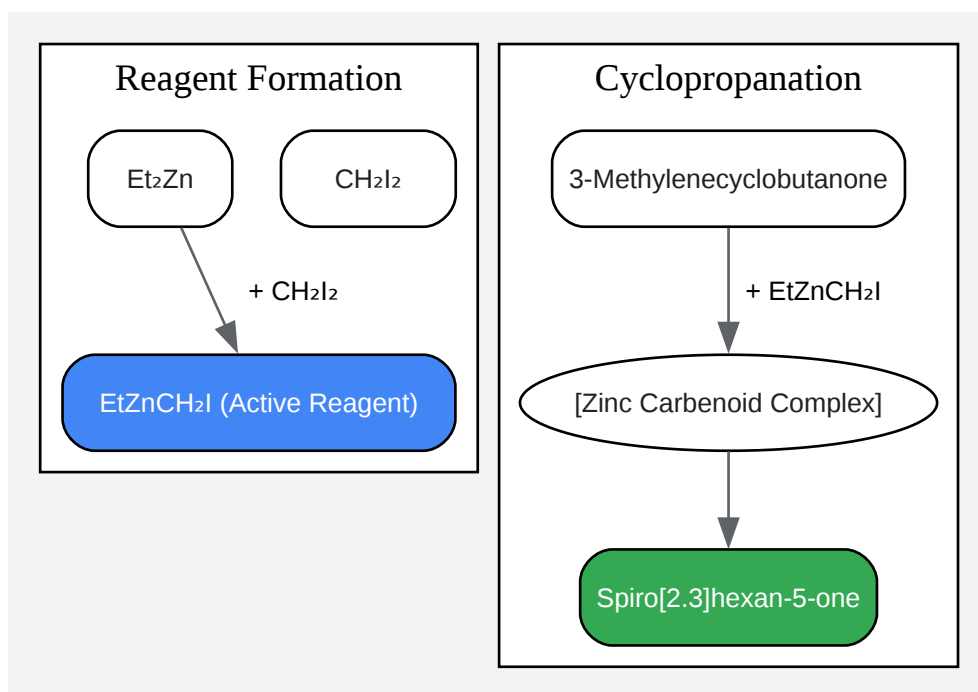 Reagent Formation
Et₂Zn
CH₂I₂
+ CH₂I₂
EtZnCH₂I (Active Reagent)
Cyclopropanation
3-Methylenecyclobutanone
+ EtZnCH₂I
[Zinc Carbenoid Complex]
Spiro[2.3]hexan-5-one